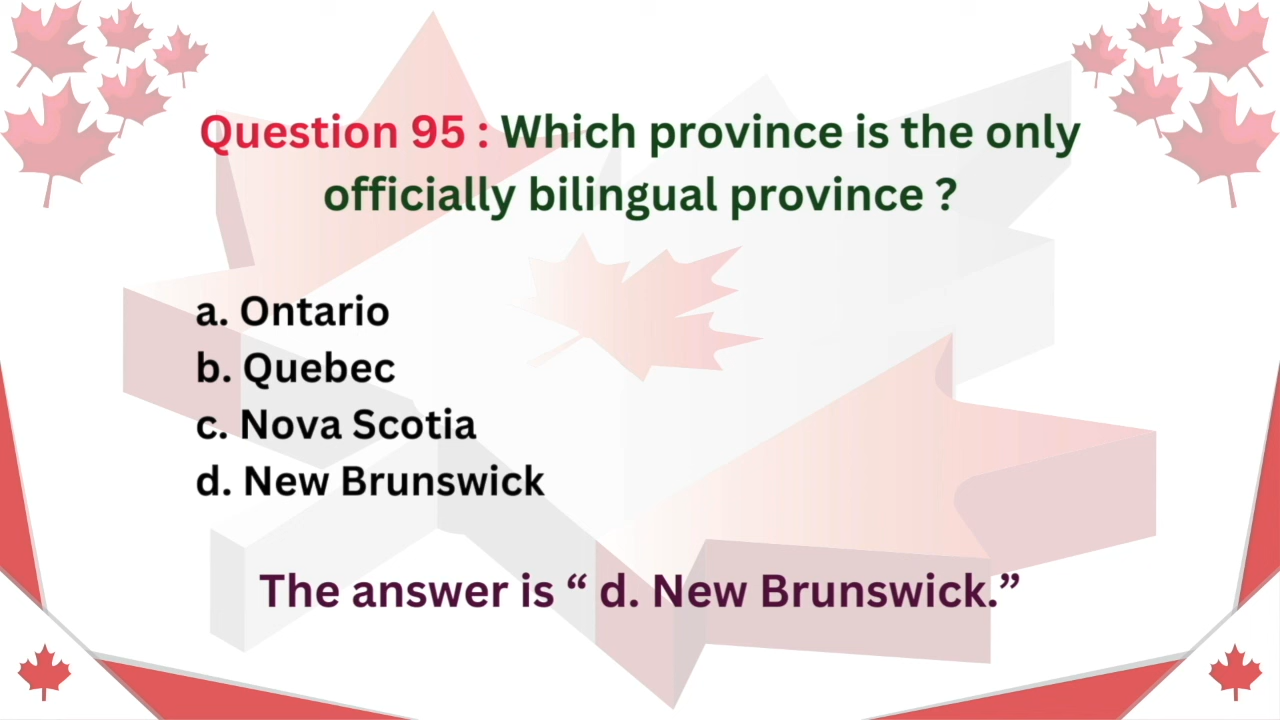 Question 95 : Which province is the only
officially bilingual province ?
a. Ontario
b. Quebec
c. Nova Scotia
d. New Brunswick
The answer is “ d. New Brunswick.”